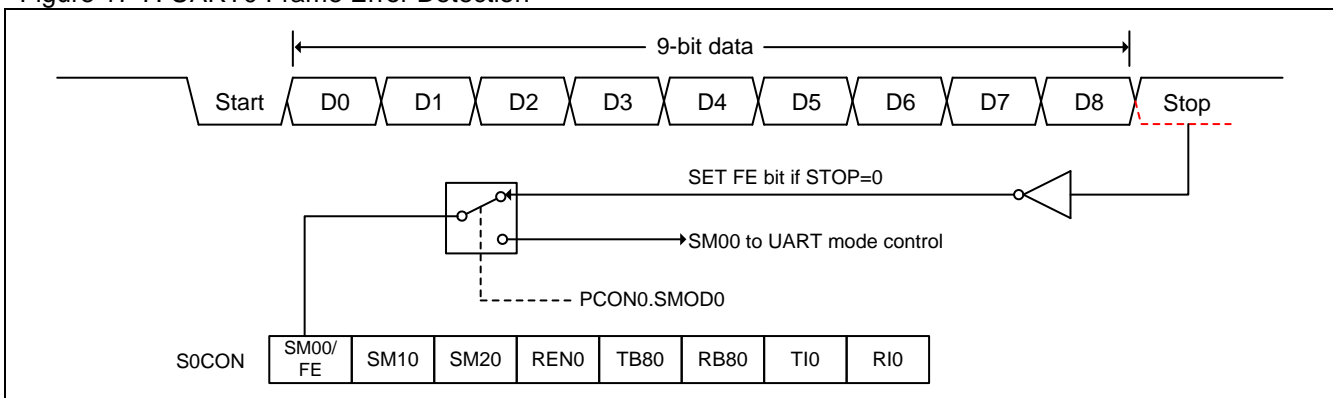 Figure UART0 Frame Error Detection
9-bit data
Start D0 D1 D2 D3 D4 D5 D6 D7 D8 Stop
SET FE bit if STOP=0
SM00 to UART mode control
PCON0.SMOD0
S0CON SM00/ FE SM10 SM20 REN0 TB80 RB80 TI0 RI0